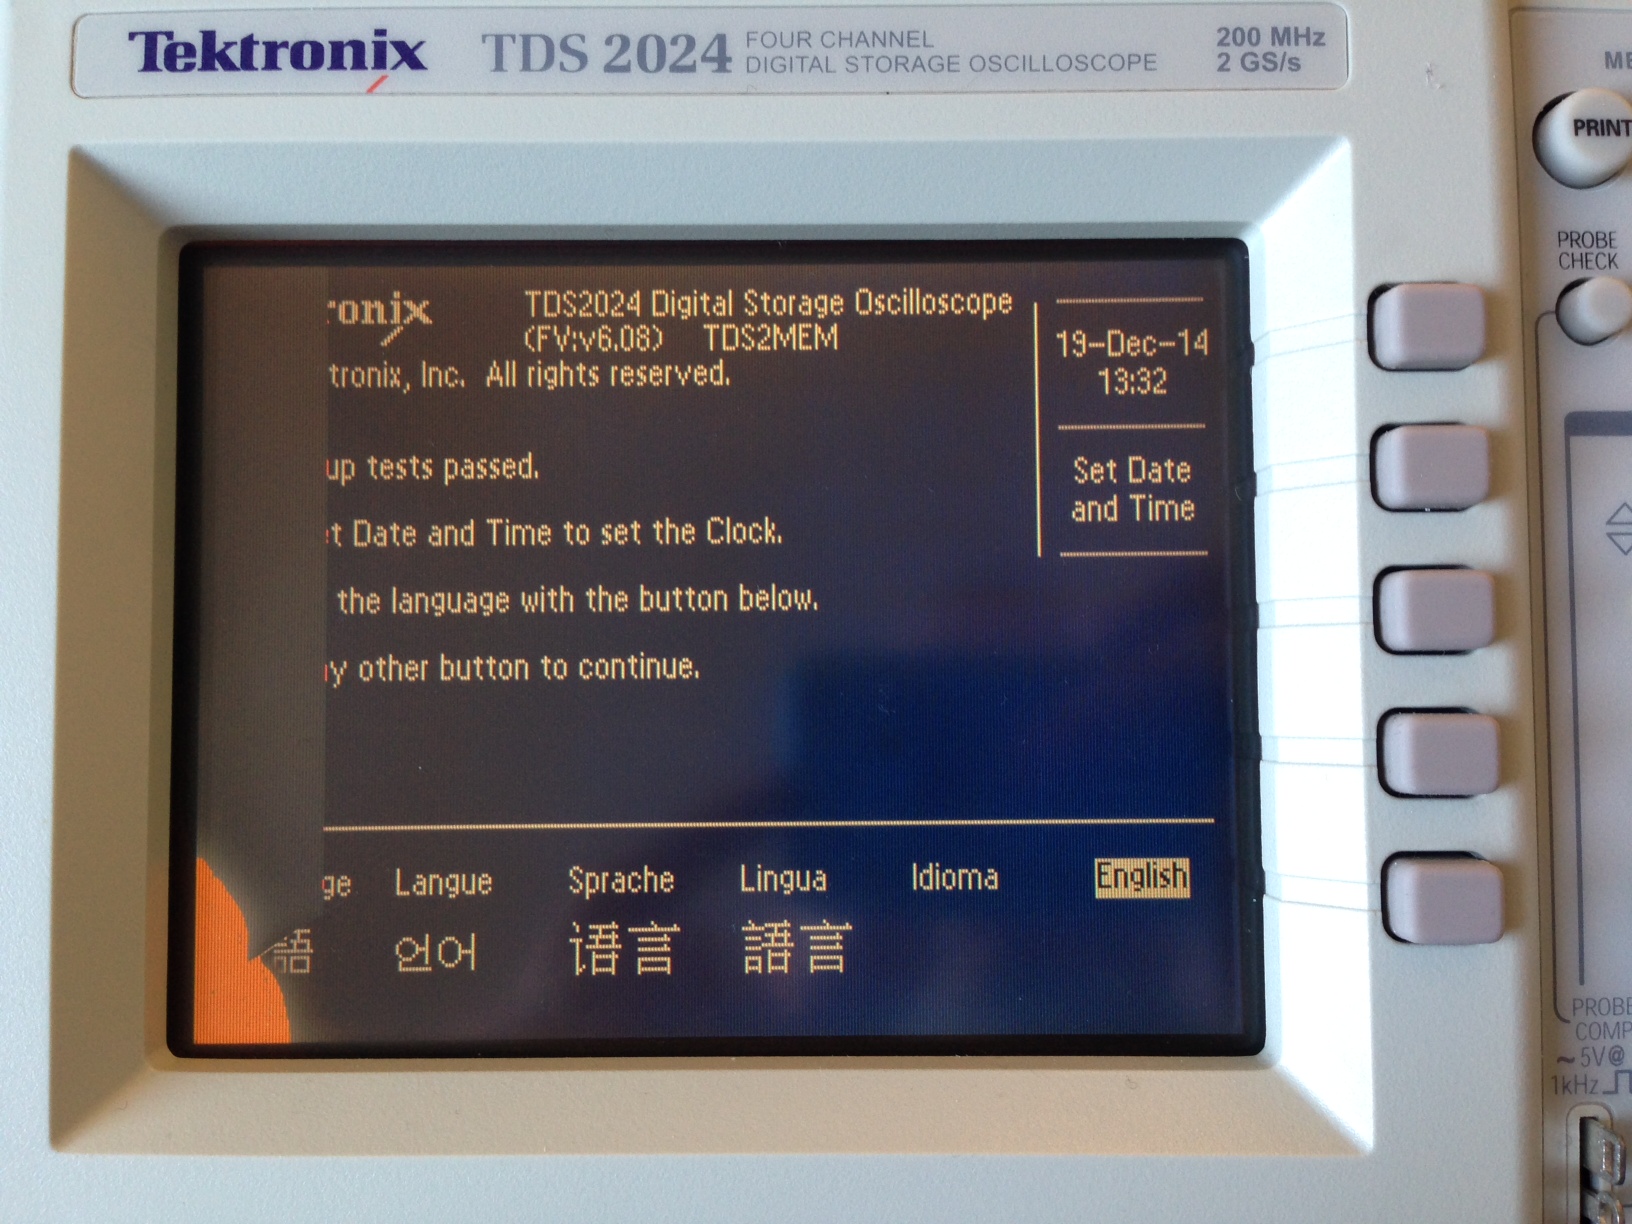 Tektronix TDS 2024 FOUR CHANNEL DIGITAL STORAGE OSCILLOSCOPE 200 MHz 2 GS/s
PRINT
PROBE
CHECK
ronix TDS2024 Digital Storage Oscilloscope
(FV:v6.08) TDS2MEM
tronix, Inc. All rights reserved.
19-Dec-14
13:32
up tests passed.
Set Date
and Time
t Date and Time to set the Clock.
the language with the button below.
y other button to continue.
ge Langue Sprache Lingua Idioma English
語 언어 语言 語言
PROBE
COMP
~5V@
1kHz